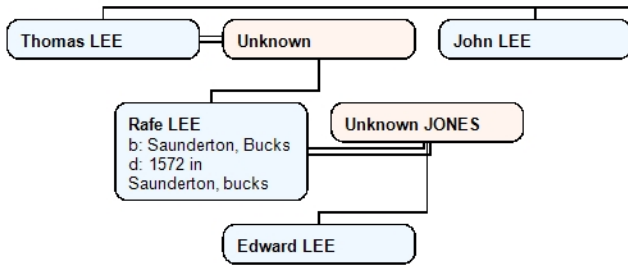 Thomas LEE
Unknown
John LEE
Rafe LEE
b: Saunderton, Bucks
d: 1572 in
Saunderton, bucks
Unknown JONES
Edward LEE